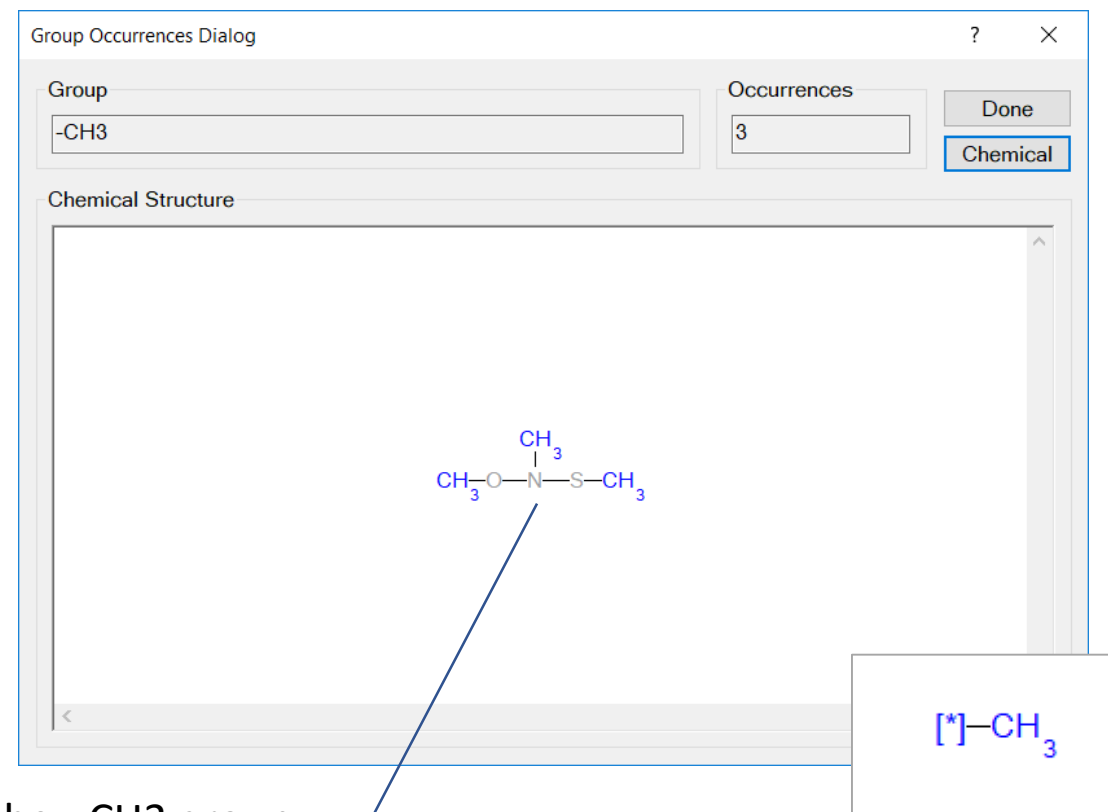 Group Occurrences Dialog ? ×
Group
-CH3
Occurrences
3
Done
Chemical
Chemical Structure
CH3
CH3-O-N-S-CH3
[*]-CH3